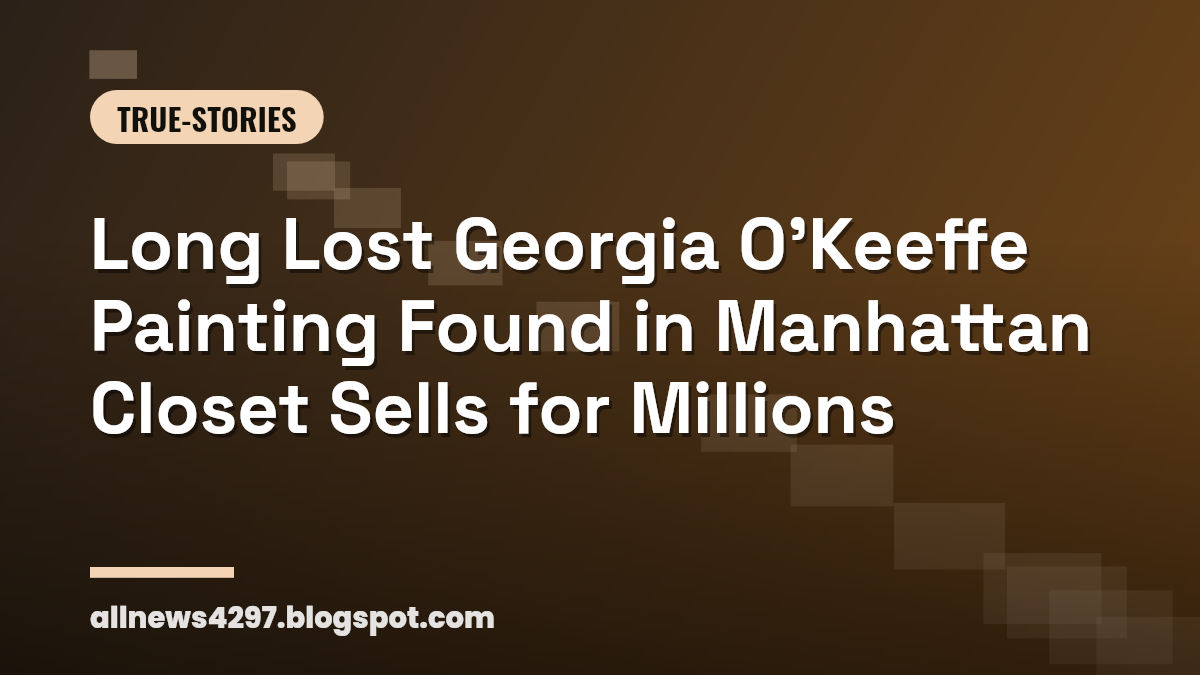 TRUE-STORIES
Long Lost Georgia O’Keeffe
Painting Found in Manhattan
Closet Sells for Millions
allnews4297.blogspot.com